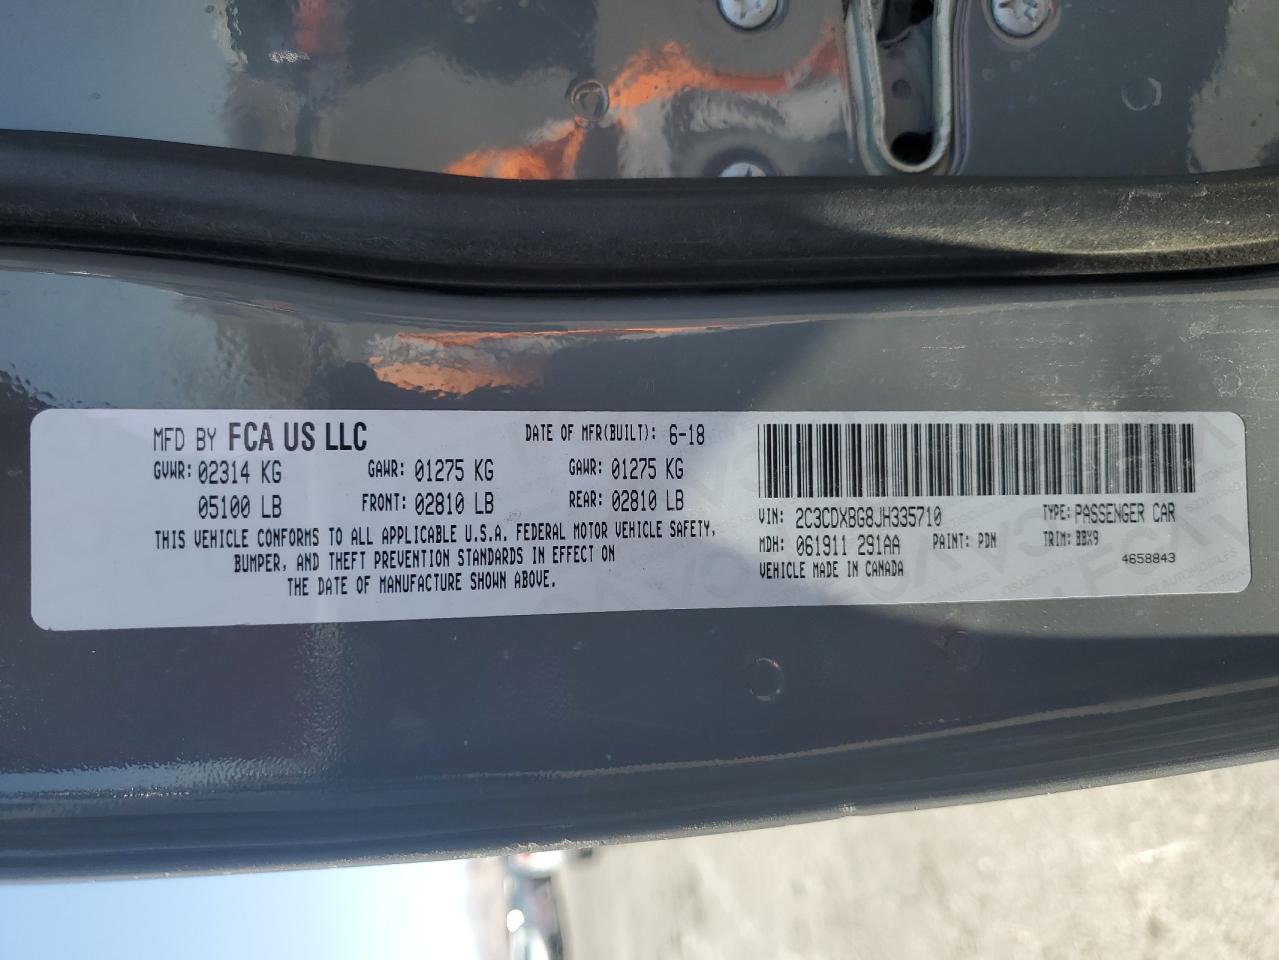 MFD BY FCA US LLC DATE OF MFR(BUILT): 6-18
GVWR: 02314 KG GAWR: 01275 KG GAWR: 01275 KG
05100 LB FRONT: 02810 LB REAR: 02810 LB
THIS VEHICLE CONFORMS TO ALL APPLICABLE U.S.A. FEDERAL MOTOR VEHICLE SAFETY,
BUMPER, AND THEFT PREVENTION STANDARDS IN EFFECT ON
THE DATE OF MANUFACTURE SHOWN ABOVE.
VIN: 2C3CDXBG8JH335710 TYPE: PASSENGER CAR
MDH: 061911 291AA PAINT: PDN TRIM: BBX9
VEHICLE MADE IN CANADA 4658843